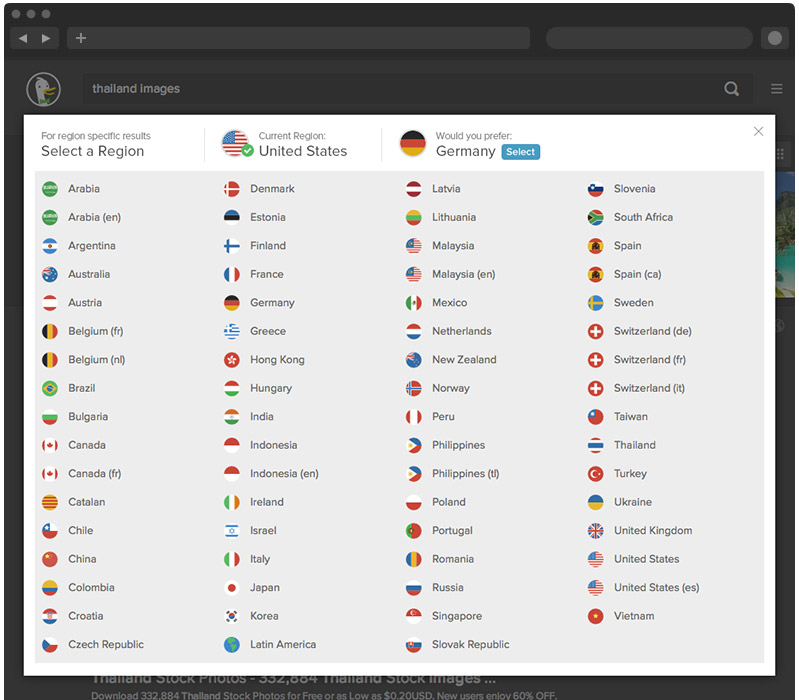 thailand images
For region specific results
Select a Region
Current Region:
United States
Would you prefer:
Germany Select
Arabia
Arabia (en)
Argentina
Australia
Austria
Belgium (fr)
Belgium (nl)
Brazil
Bulgaria
Canada
Canada (fr)
Catalan
Chile
China
Colombia
Croatia
Czech Republic
Denmark
Estonia
Finland
France
Germany
Greece
Hong Kong
Hungary
India
Indonesia
Indonesia (en)
Ireland
Israel
Italy
Japan
Korea
Latin America
Latvia
Lithuania
Malaysia
Malaysia (en)
Mexico
Netherlands
New Zealand
Norway
Peru
Philippines
Philippines (tl)
Poland
Portugal
Romania
Russia
Singapore
Slovak Republic
Slovenia
South Africa
Spain
Spain (ca)
Sweden
Switzerland (de)
Switzerland (fr)
Switzerland (it)
Taiwan
Thailand
Turkey
Ukraine
United Kingdom
United States
United States (es)
Vietnam
Thailand Stock Photos - 332,884 Thailand Stock Images ...
Download 332,884 Thailand Stock Photos for Free or as Low as $0.20USD. New users enjoy 60% OFF.